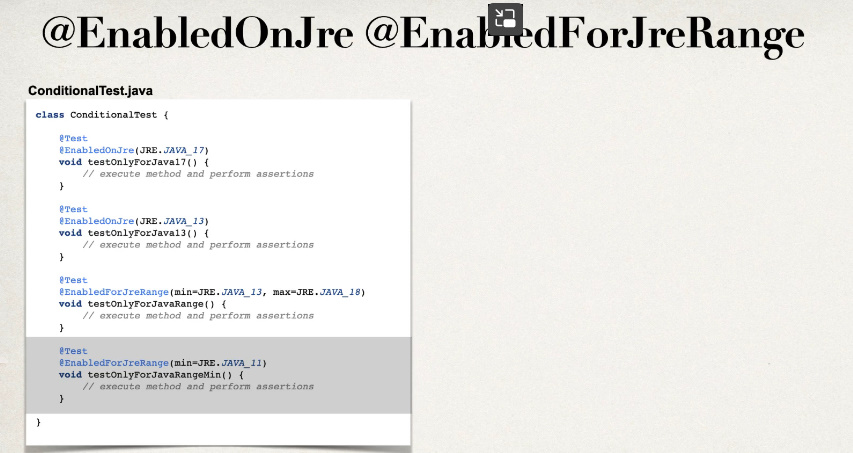 @EnabledOnJre @EnabledForJreRange
ConditionalTest.java
class ConditionalTest {
@Test
@EnabledOnJre(JRE.JAVA_17)
void testOnlyForJava17() {
// execute method and perform assertions
}
@Test
@EnabledOnJre(JRE.JAVA_13)
void testOnlyForJava13() {
// execute method and perform assertions
}
@Test
@EnabledForJreRange(min=JRE.JAVA_13, max=JRE.JAVA_18)
void testOnlyForJavaRange() {
// execute method and perform assertions
}
@Test
@EnabledForJreRange(min=JRE.JAVA_11)
void testOnlyForJavaRangeMin() {
// execute method and perform assertions
}
}